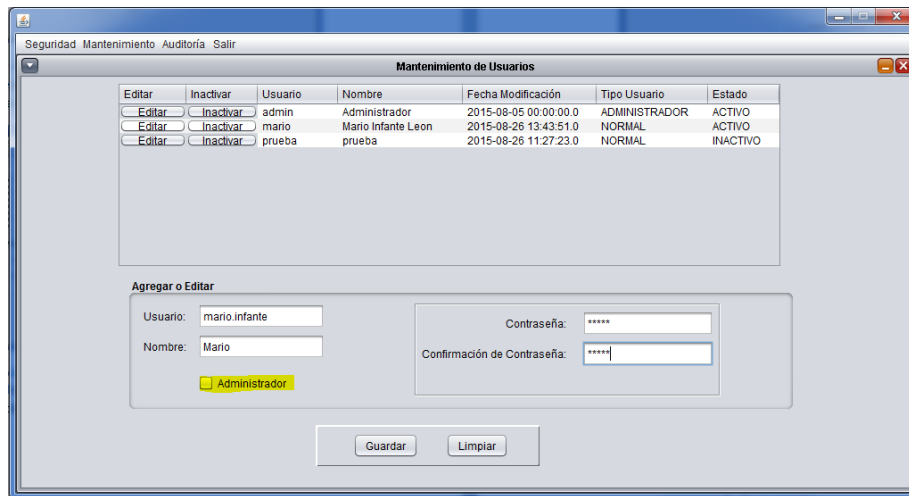 Seguridad Mantenimiento Auditoría Salir
Mantenimiento de Usuarios
Editar Inactivar Usuario Nombre Fecha Modificación Tipo Usuario Estado
Editar Inactivar admin Administrador 2015-08-05 00:00:00.0 ADMINISTRADOR ACTIVO
Editar Inactivar mario Mario Infante Leon 2015-08-26 13:43:51.0 NORMAL ACTIVO
Editar Inactivar prueba prueba 2015-08-26 11:27:23.0 NORMAL INACTIVO
Agregar o Editar
Usuario: mario.infante
Nombre: Mario
Administrador
Contraseña: *****
Confirmación de Contraseña: *****
Guardar Limpiar